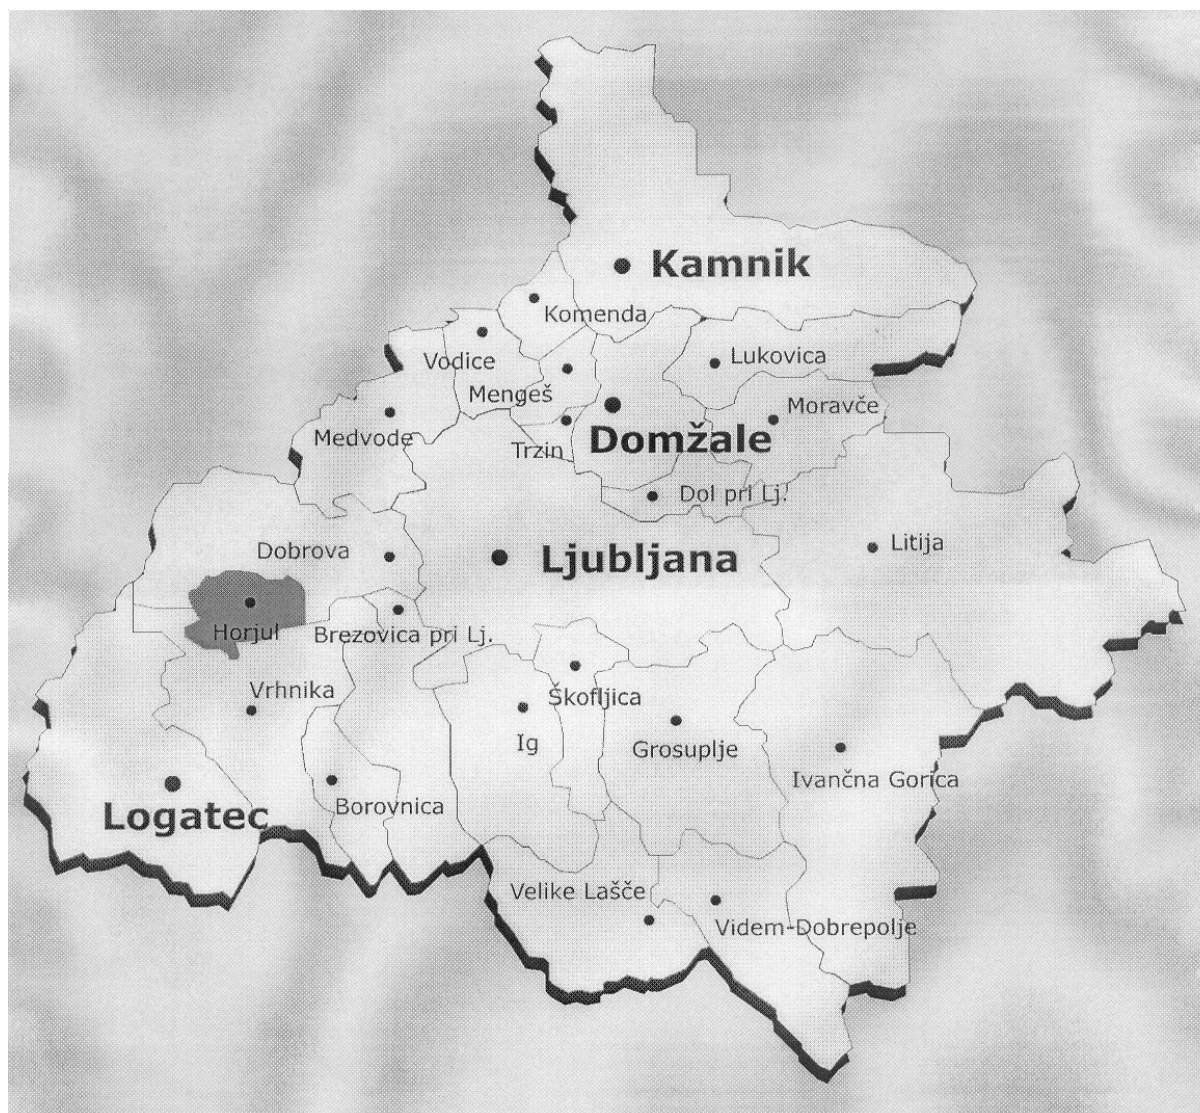 Kamnik
Komenda
Vodice
Lukovica
Mengeš
Moravče
Medvode
Trzin
Domžale
Dol pri Lj.
Dobrova
Ljubljana
Litija
Horjul
Brezovica pri Lj.
Vrhnika
Škofljica
Ig
Grosuplje
Ivančna Gorica
Logatec
Borovnica
Velike Lašče
Videm-Dobrepolje